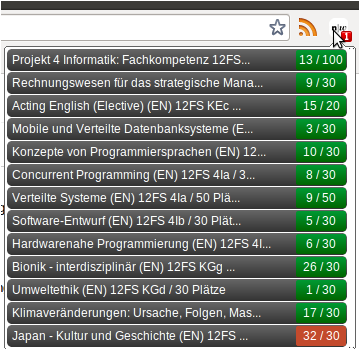 Projekt 4 Informatik: Fachkompetenz 12FS... 13 / 100
Rechnungswesen für das strategische Mana... 9 / 30
Acting English (Elective) (EN) 12FS KEc ... 15 / 20
Mobile und Verteilte Datenbanksysteme (E... 3 / 30
Konzepte von Programmiersprachen (EN) 12... 10 / 30
Concurrent Programming (EN) 12FS 4Ia / 3... 8 / 30
Verteilte Systeme (EN) 12FS 4Ia / 50 Plä... 9 / 50
Software-Entwurf (EN) 12FS 4Ib / 30 Plät... 5 / 30
Hardwarenahe Programmierung (EN) 12FS 4I... 6 / 30
Bionik - interdisziplinär (EN) 12FS KGg ... 26 / 30
Umweltethik (EN) 12FS KGd / 30 Plätze 1 / 30
Klimaveränderungen: Ursache, Folgen, Mas... 17 / 30
Japan - Kultur und Geschichte (EN) 12FS ... 32 / 30